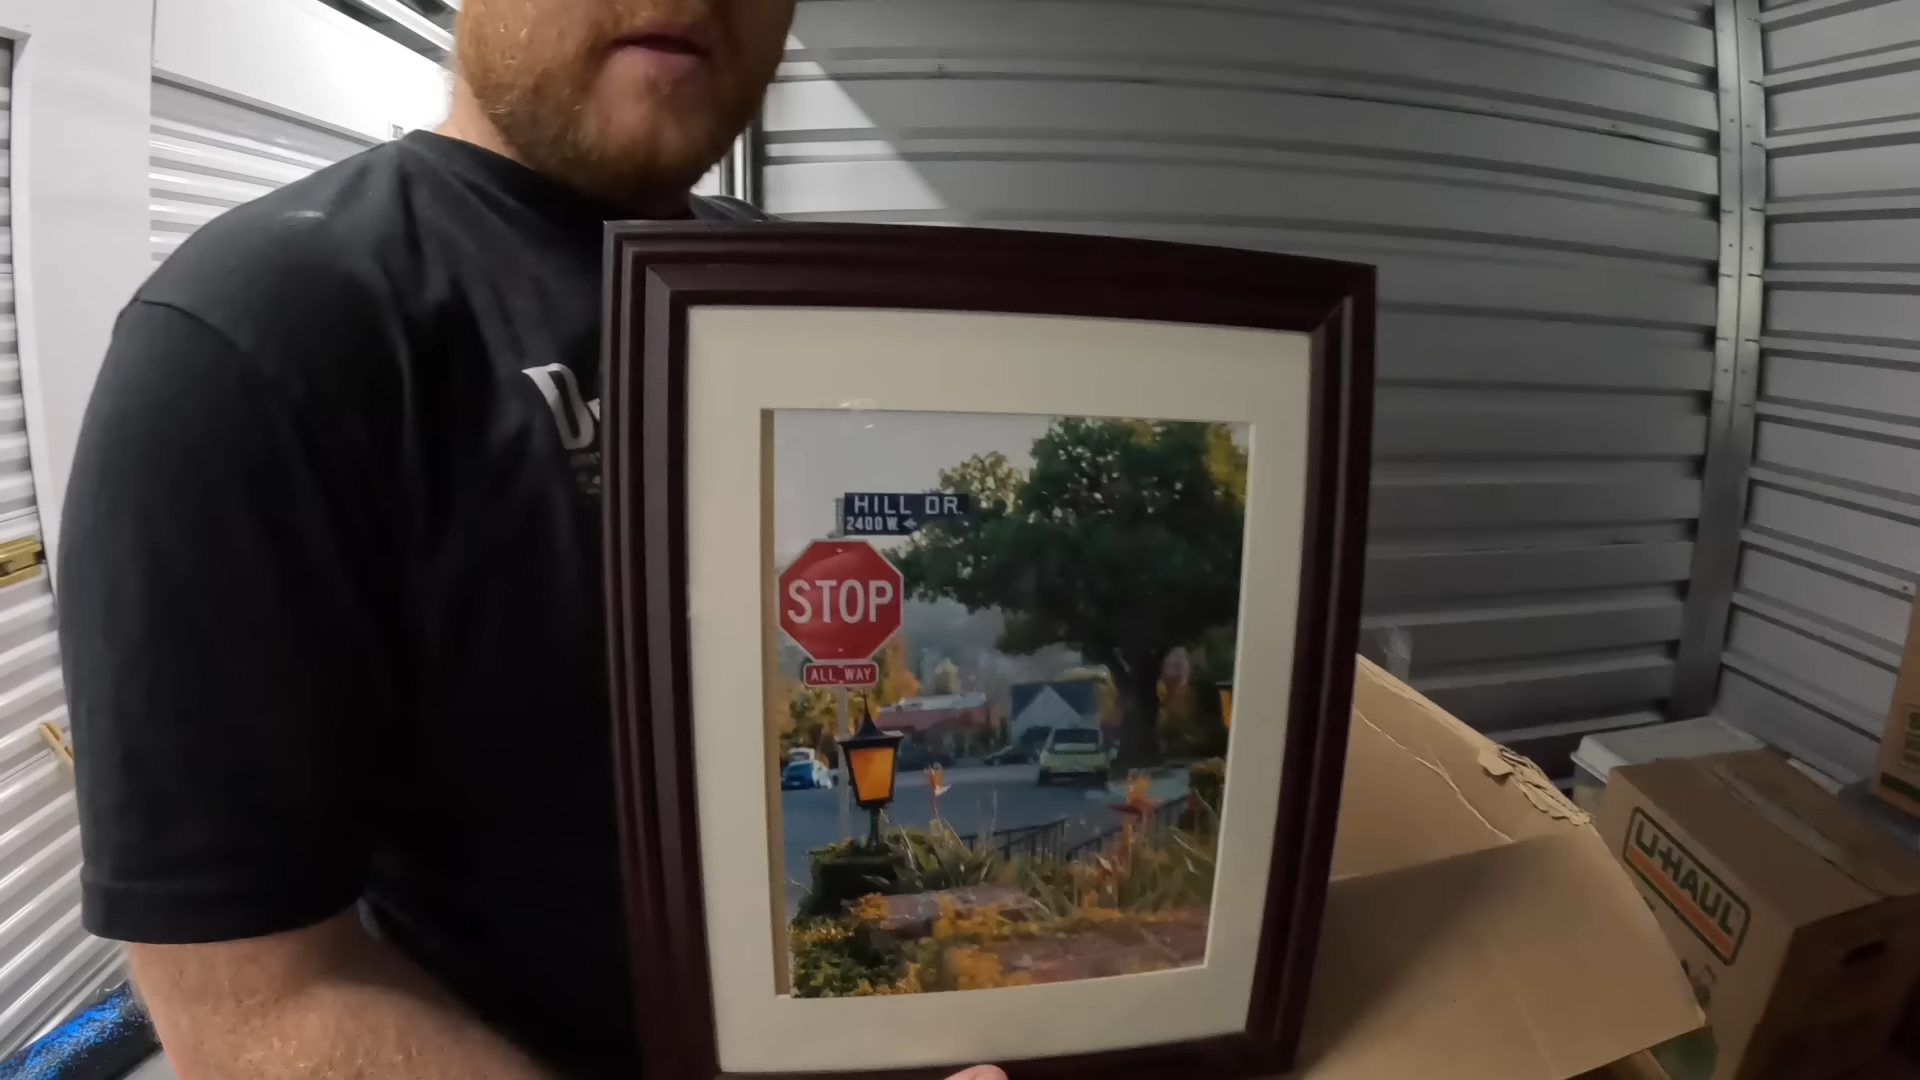 HILL DR.
2400 W.
STOP
ALL WAY
U-HAUL